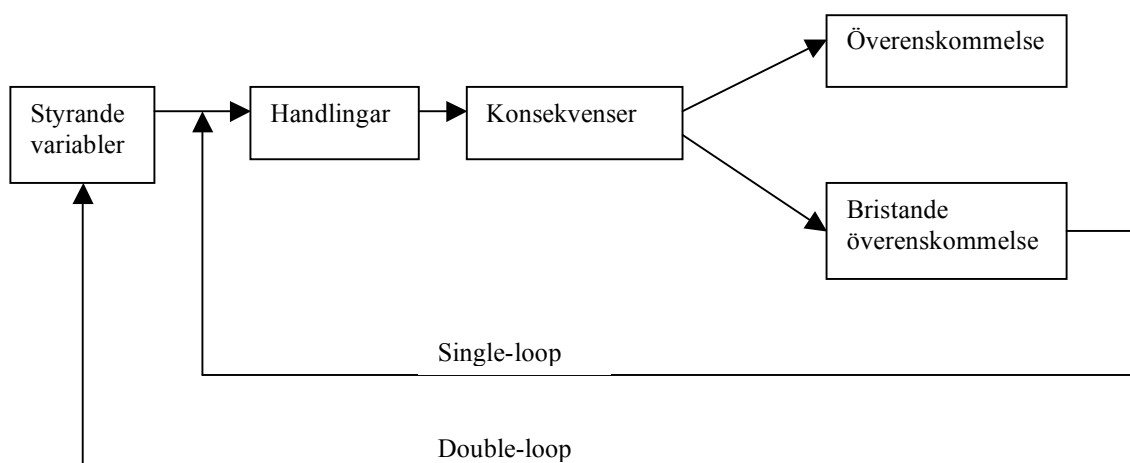 Överenskommelse
Styrande
variabler
Handlingar
Konsekvenser
Bristande
överenskommelse
Single-loop
Double-loop